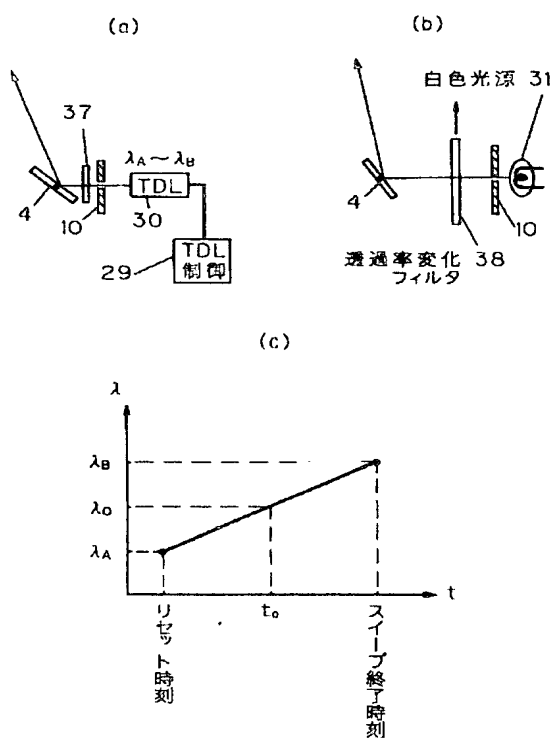 (a)
37
λA～λB
TDL
4
10
30
29
TDL
制御
(b)
白色光源 31
4
10
透過率変化 38
フィルタ
(c)
λ
λB
λO
λA
リセット時刻
to
スイープ終了時刻
t